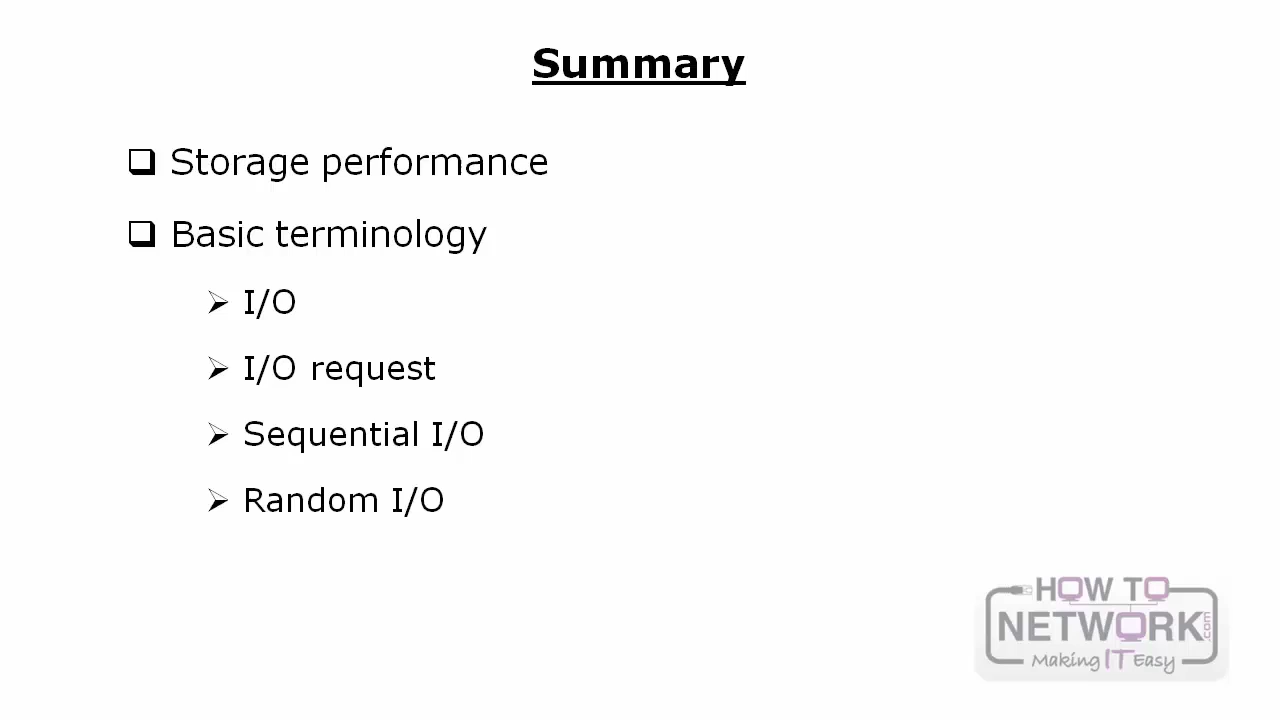 Summary
Storage performance
Basic terminology
I/O
I/O request
Sequential I/O
Random I/O
HOW TO
NETWORK.com
Making IT Easy